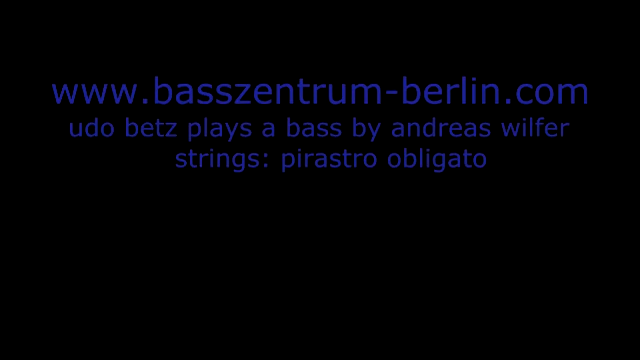 www.basszentrum-berlin.com
udo betz plays a bass by andreas wilfer
strings: pirastro obligato